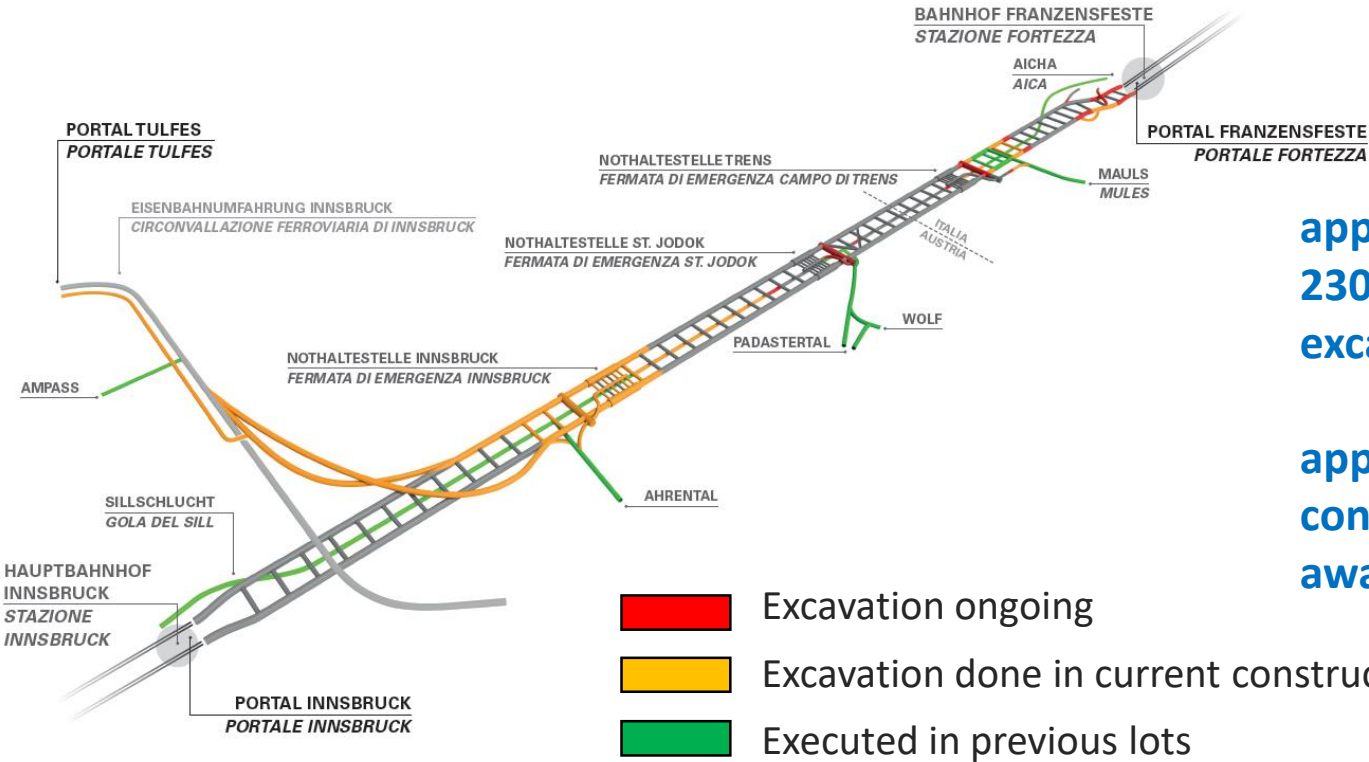 BAHNHOF FRANZENSFESTE
STAZIONE FORTEZZA
AICHA
AICA
PORTAL TULFES
PORTALE TULFES
PORTAL FRANZENSFESTE
PORTALE FORTEZZA
NOTHALTESTELLE TRENS
FERMATA DI EMERGENZA CAMPO DI TRENS
MAULS
MULES
EISENBAHNUMFAHRUNG INNSBRUCK
CIRCONVALLAZIONE FERROVIARIA DI INNSBRUCK
ITALIA
AUSTRIA
NOTHALTESTELLE ST. JODOK
FERMATA DI EMERGENZA ST. JODOK
WOLF
PADASTERTAL
NOTHALTESTELLE INNSBRUCK
FERMATA DI EMERGENZA INNSBRUCK
AMPASS
AHRENTAL
SILLSCHLUCHT
GOLA DEL SILL
HAUPTBAHNHOF
INNSBRUCK
STAZIONE
INNSBRUCK
PORTAL INNSBRUCK
PORTALE INNSBRUCK
app
230
exca
app
con
awa
Excavation ongoing
Excavation done in current construc
Executed in previous lots